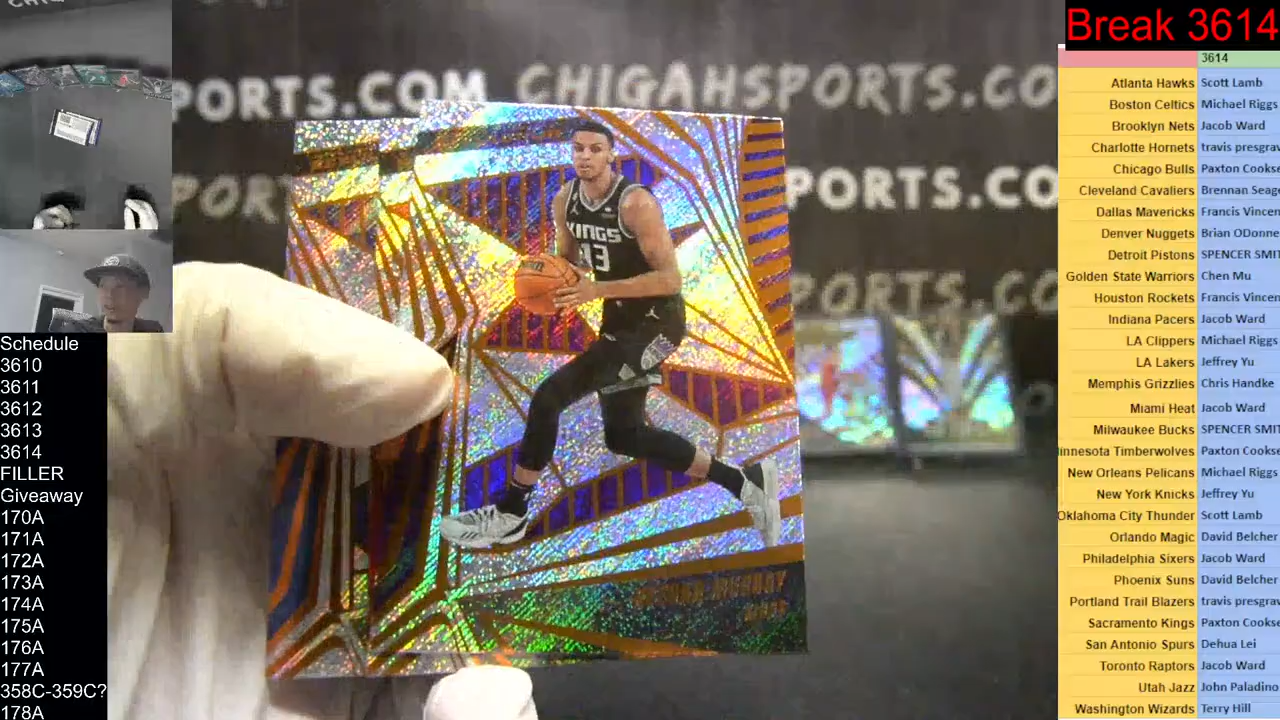 Break 3614
3614
Atlanta Hawks Scott Lamb
Boston Celtics Michael Riggs
Brooklyn Nets Jacob Ward
Charlotte Hornets travis presgrav
Chicago Bulls Paxton Cookse
Cleveland Cavaliers Brennan Seag
Dallas Mavericks Francis Vincen
Denver Nuggets Brian ODonne
Detroit Pistons SPENCER SMIT
Golden State Warriors Chen Mu
Houston Rockets Francis Vincen
Indiana Pacers Jacob Ward
LA Clippers Michael Riggs
LA Lakers Jeffrey Yu
Memphis Grizzlies Chris Handke
Miami Heat Jacob Ward
Milwaukee Bucks SPENCER SMIT
innesota Timberwolves Paxton Cookse
New Orleans Pelicans Michael Riggs
New York Knicks Jeffrey Yu
Oklahoma City Thunder Scott Lamb
Orlando Magic David Belcher
Philadelphia Sixers Jacob Ward
Phoenix Suns David Belcher
Portland Trail Blazers travis presgrav
Sacramento Kings Paxton Cookse
San Antonio Spurs Dehua Lei
Toronto Raptors Jacob Ward
Utah Jazz John Paladino
Washington Wizards Terry Hill
Schedule
3610
3611
3612
3613
3614
FILLER
Giveaway
170A
171A
172A
173A
174A
175A
176A
177A
358C-359C?
178A
PORTS.COM CHIGAHSPORTS.CO
PORT
PORTS.CO
PORTS.CO
KINGS
13
MURRAY